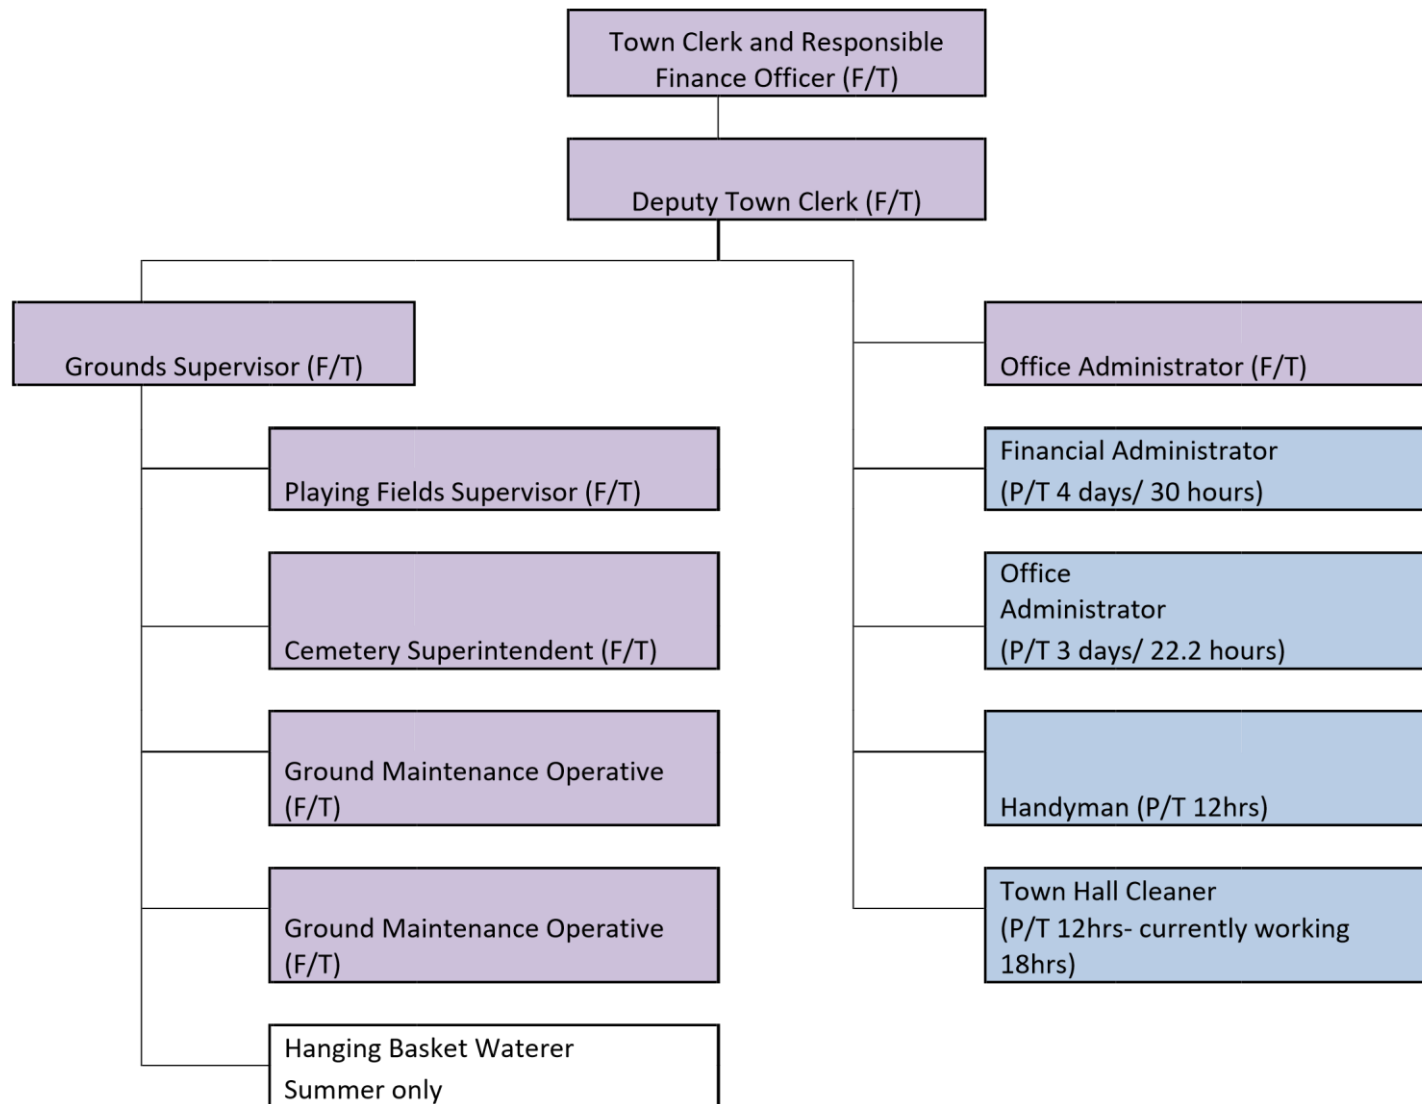 Town Clerk and Responsible
Finance Officer (F/T)
Deputy Town Clerk (F/T)
Grounds Supervisor (F/T)
Playing Fields Supervisor (F/T)
Cemetery Superintendent (F/T)
Ground Maintenance Operative
(F/T)
Ground Maintenance Operative
(F/T)
Hanging Basket Waterer
Summer only
Office Administrator (F/T)
Financial Administrator
(P/T 4 days/ 30 hours)
Office
Administrator
(P/T 3 days/ 22.2 hours)
Handyman (P/T 12hrs)
Town Hall Cleaner
(P/T 12hrs- currently working
18hrs)